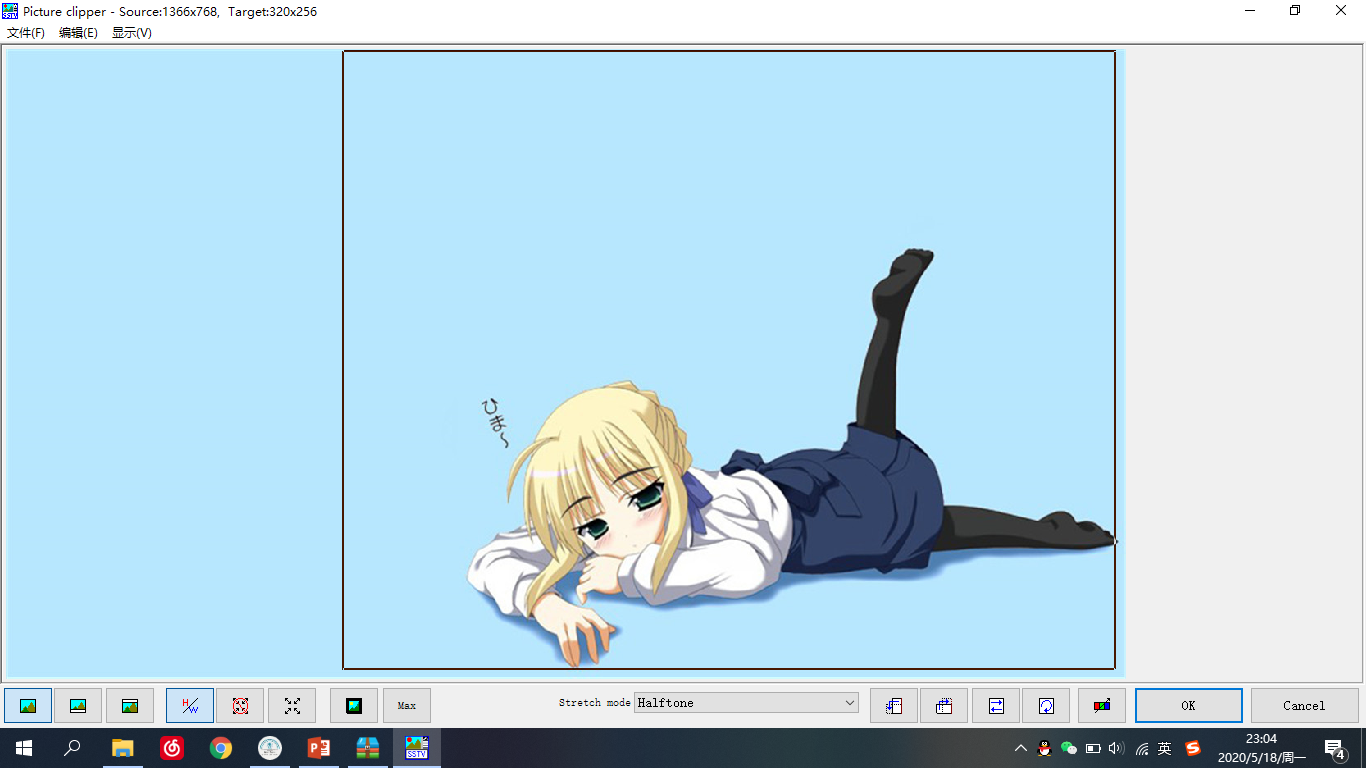 Picture clipper - Source:1366x768, Target:320x256
文件(F) 编辑(E) 显示(V)
ひま～
H/W
Max
Stretch mode
Halftone
OK
Cancel
SSTV
英
23:04
2020/5/18/周一
4